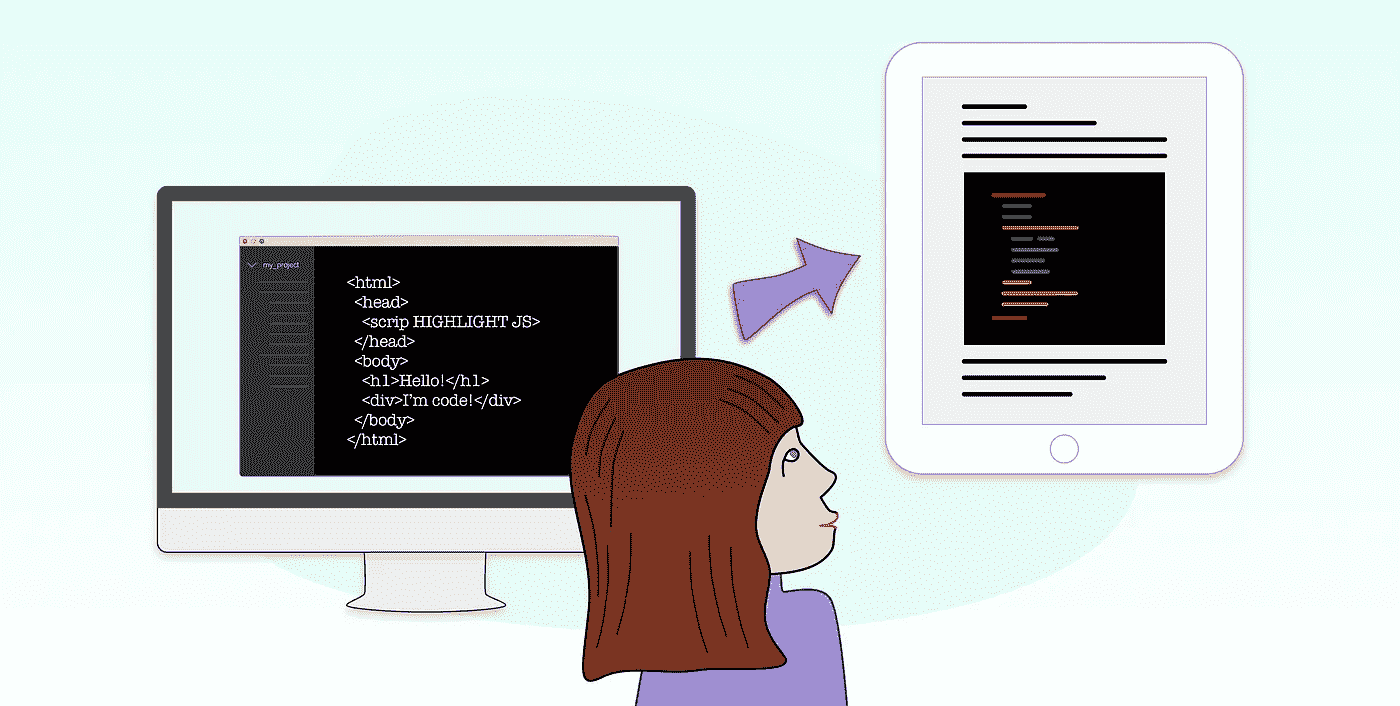 my_project
<html>
<head>
<scrip HIGHLIGHT JS>
</head>
<body>
<h1>Hello!</h1>
<div>I'm code!</div>
</body>
</html>